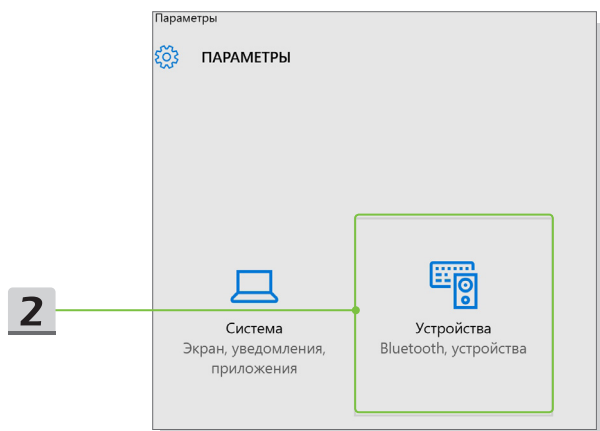 Параметры
ПАРАМЕТРЫ
2
Система
Экран, уведомления,
приложения
Устройства
Bluetooth, устройства